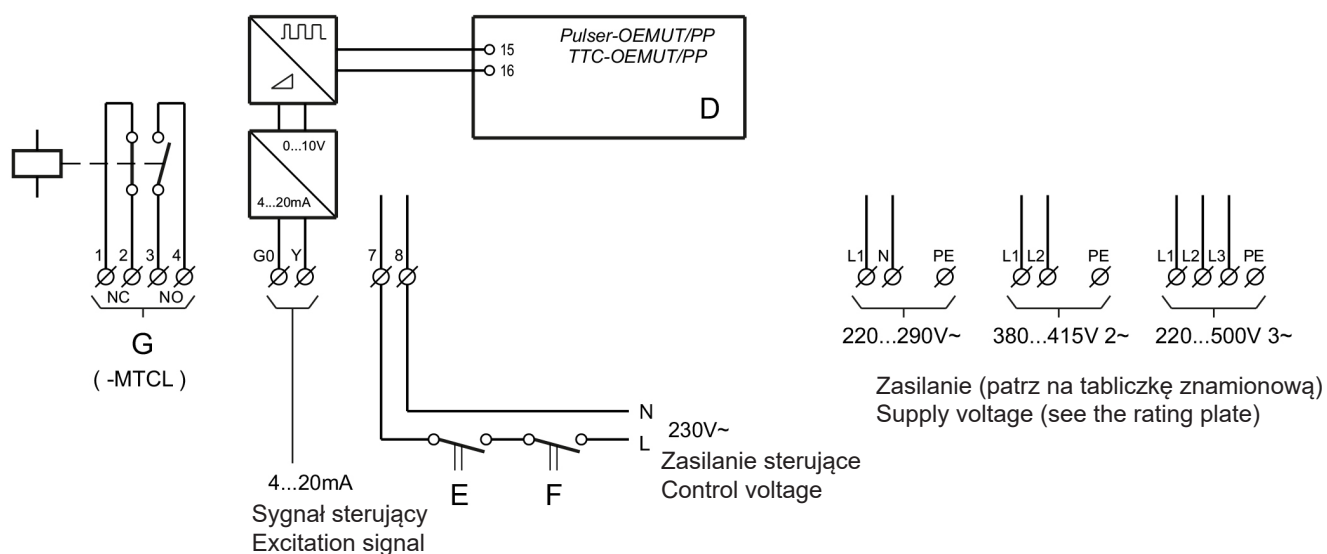 Pulser-OEMUT/PP
TTC-OEMUT/PP
15
16
D
0...10V
4...20mA
1 2 3 4
NC NO
G
( -MTCL )
G0 Y
7 8
4...20mA
Sygnał sterujący
Excitation signal
E F
N
L
230V~
Zasilanie sterujące
Control voltage
L1 N PE
220...290V~
L1 L2 PE
380...415V 2~
L1 L2 L3 PE
220...500V 3~
Zasilanie (patrz na tabliczkę znamionową)
Supply voltage (see the rating plate)